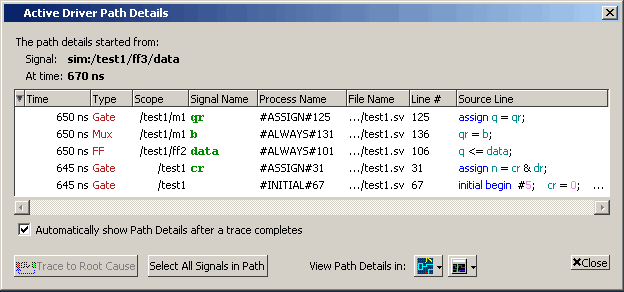 Active Driver Path Details
The path details started from:
Signal: sim:/test1/ff3/data
At time: 670 ns
Time Type Scope Signal Name Process Name File Name Line # Source Line
650 ns Gate /test1/m1 qr #ASSIGN#125 .../test1.sv 125 assign q = qr;
650 ns Mux /test1/m1 b #ALWAYS#131 .../test1.sv 136 qr = b;
650 ns FF /test1/ff2 data #ALWAYS#101 .../test1.sv 106 q <= data;
645 ns Gate /test1 cr #ASSIGN#31 .../test1.sv 31 assign n = cr & dr;
645 ns Gate /test1 #INITIAL#67 .../test1.sv 67 initial begin #5; cr = 0; ...
Automatically show Path Details after a trace completes
Trace to Root Cause Select All Signals in Path View Path Details in: Close